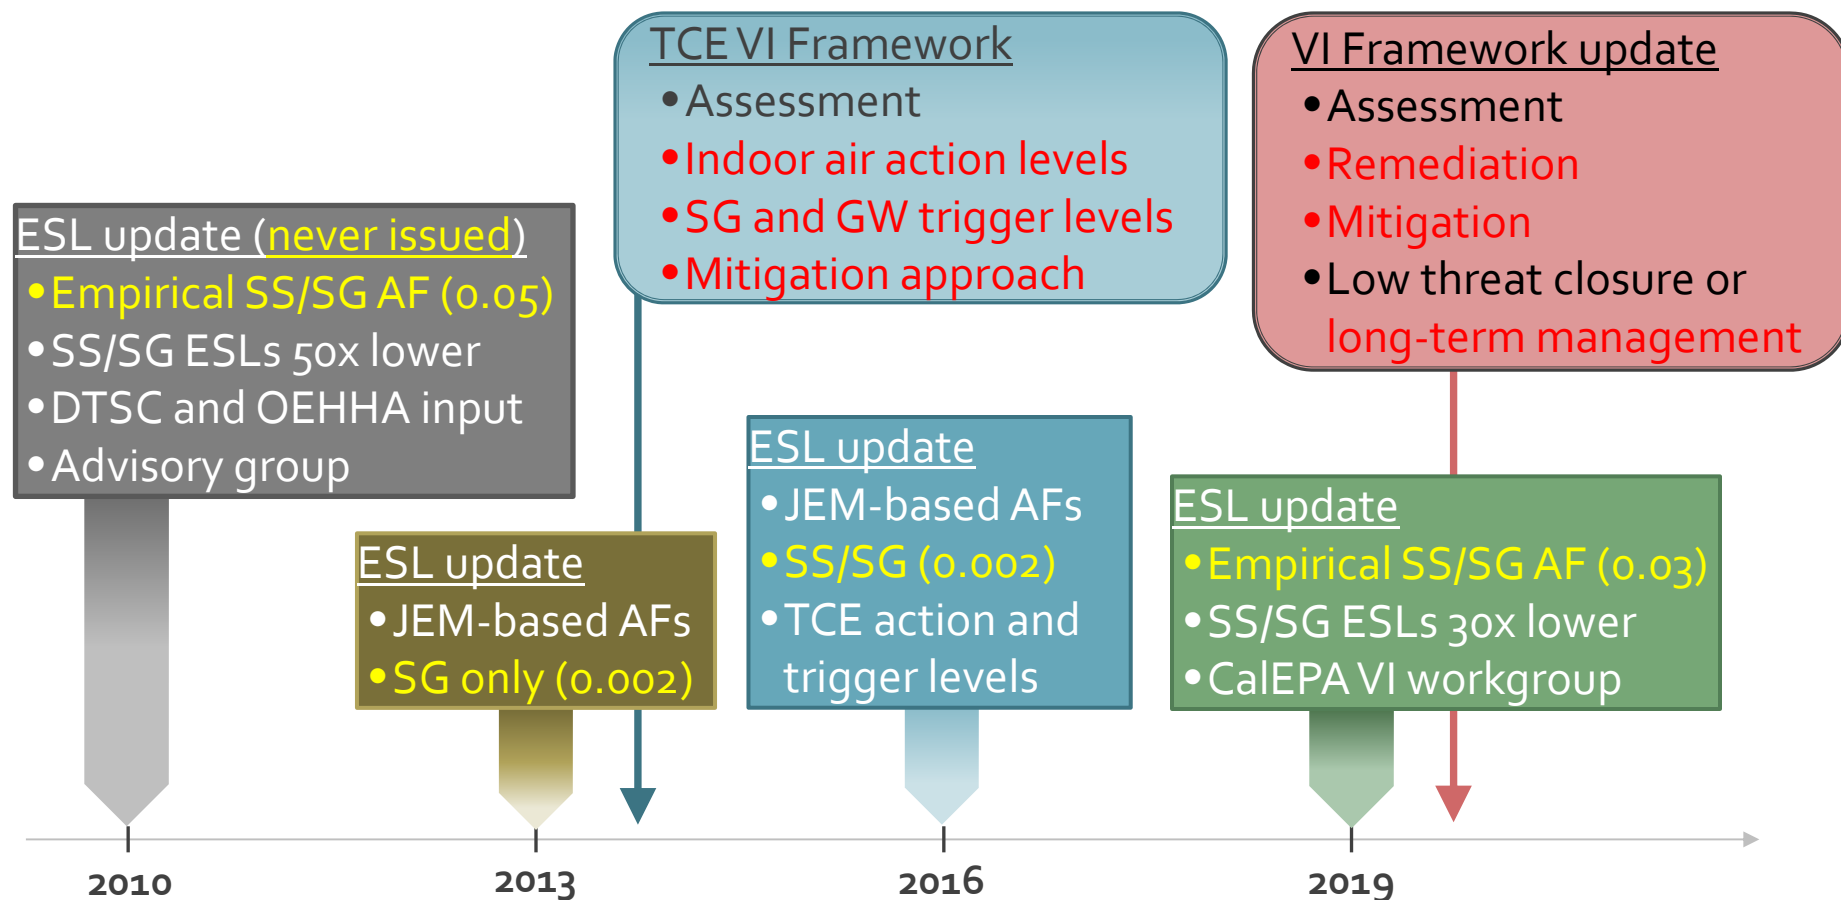 TCE VI Framework
•Assessment
•Indoor air action levels
•SG and GW trigger levels
•Mitigation approach
VI Framework update
•Assessment
•Remediation
•Mitigation
•Low threat closure or
long-term management
ESL update (never issued)
•Empirical SS/SG AF (0.05)
•SS/SG ESLs 50x lower
•DTSC and OEHHA input
•Advisory group
ESL update
•JEM-based AFs
•SG only (0.002)
ESL update
•JEM-based AFs
•SS/SG (0.002)
•TCE action and
trigger levels
ESL update
•Empirical SS/SG AF (0.03)
•SS/SG ESLs 30x lower
•CalEPA VI workgroup
2010
2013
2016
2019